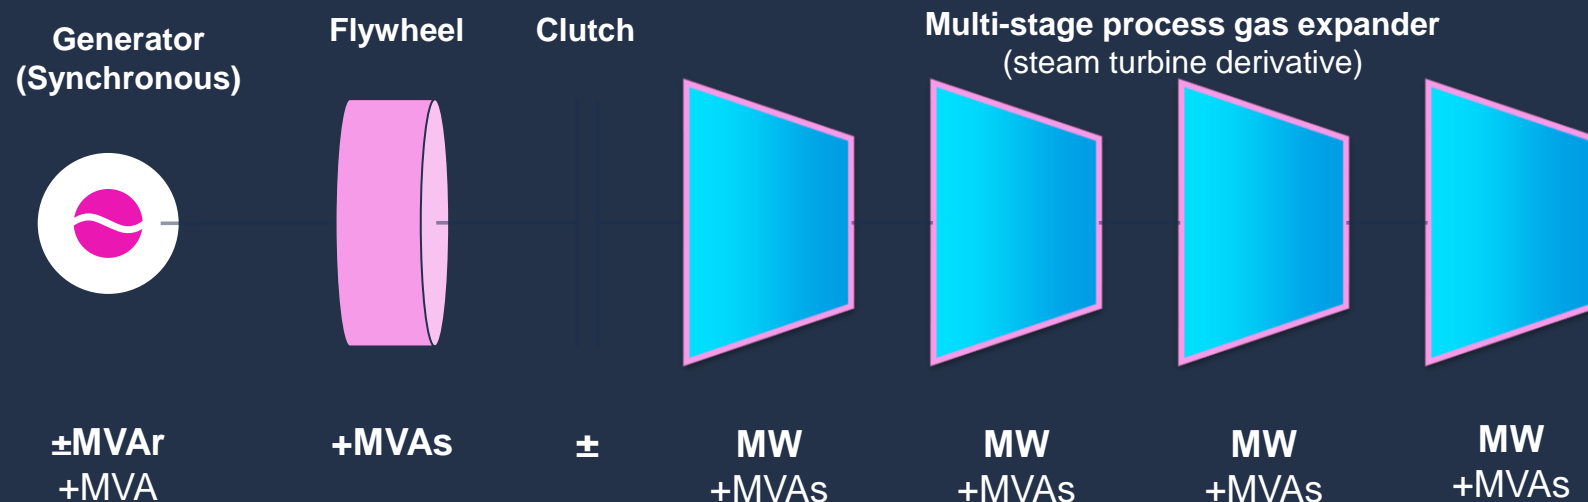 Generator
(Synchronous)
Flywheel
Clutch
Multi-stage process gas expander
(steam turbine derivative)
±MVAr
+MVA
+MVAs
±
MW
+MVAs
MW
+MVAs
MW
+MVAs
MW
+MVAs